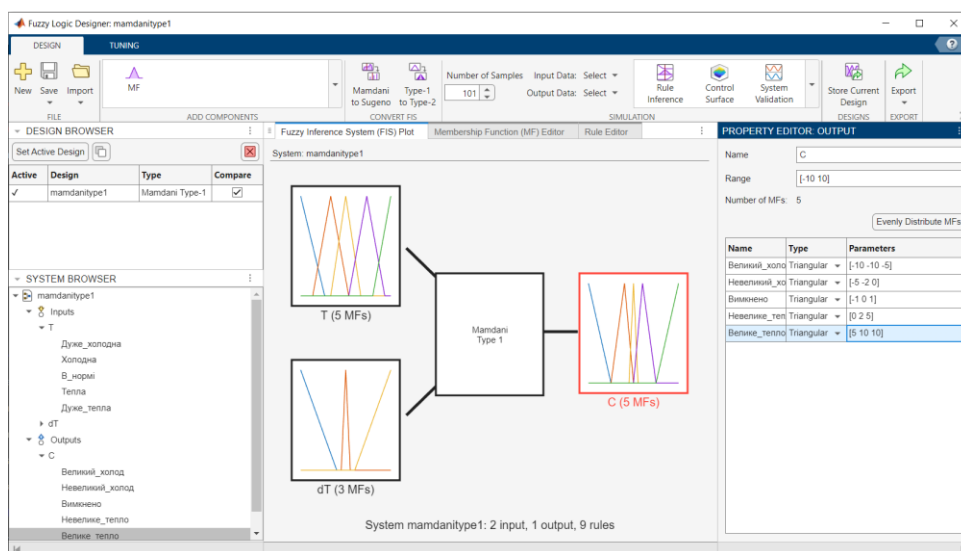 Fuzzy Logic Designer: mamdanitype1
DESIGN TUNING
New Save Import
MF
Mamdani to Sugeno
Type-1 to Type-2
Number of Samples 101
Input Data: Select
Output Data: Select
Rule Inference
Control Surface
System Validation
Store Current Design
Export
FILE ADD COMPONENTS CONVERT FIS SIMULATION DESIGNS EXPORT
DESIGN BROWSER
Set Active Design
Active Design Type Compare
mamdanitype1 Mamdani Type-1
SYSTEM BROWSER
mamdanitype1
Inputs
T
Дуже_холодна
Холодна
В_нормі
Тепла
Дуже_тепла
dT
Outputs
C
Великий_холод
Невеликий_холод
Вимкнено
Невелике_тепло
Велике_тепло
Fuzzy Inference System (FIS) Plot Membership Function (MF) Editor Rule Editor
System: mamdanitype1
T (5 MFs)
Mamdani
Type 1
C (5 MFs)
dT (3 MFs)
System mamdanitype1: 2 input, 1 output, 9 rules
PROPERTY EDITOR: OUTPUT
Name C
Range [-10 10]
Number of MFs: 5
Evenly Distribute MFs
Name Type Parameters
Великий_холо Triangular [-10 -10 -5]
Невеликий_хо Triangular [-5 -2 0]
Вимкнено Triangular [-1 0 1]
Невелике_теп Triangular [0 2 5]
Велике_тепло Triangular [5 10 10]